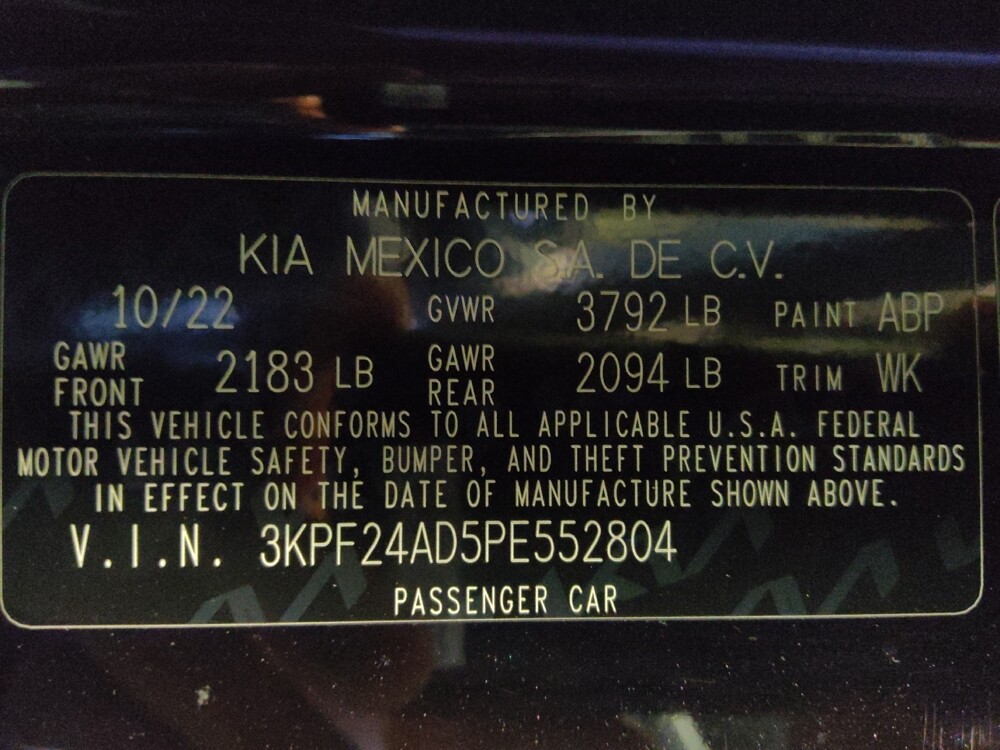 MANUFACTURED BY
KIA MEXICO S.A. DE C.V.
10/22 GVWR 3792 LB PAINT ABP
GAWR FRONT 2183 LB GAWR REAR 2094 LB TRIM WK
THIS VEHICLE CONFORMS TO ALL APPLICABLE U.S.A. FEDERAL
MOTOR VEHICLE SAFETY, BUMPER, AND THEFT PREVENTION STANDARDS
IN EFFECT ON THE DATE OF MANUFACTURE SHOWN ABOVE.
V.I.N. 3KPF24AD5PE552804
PASSENGER CAR